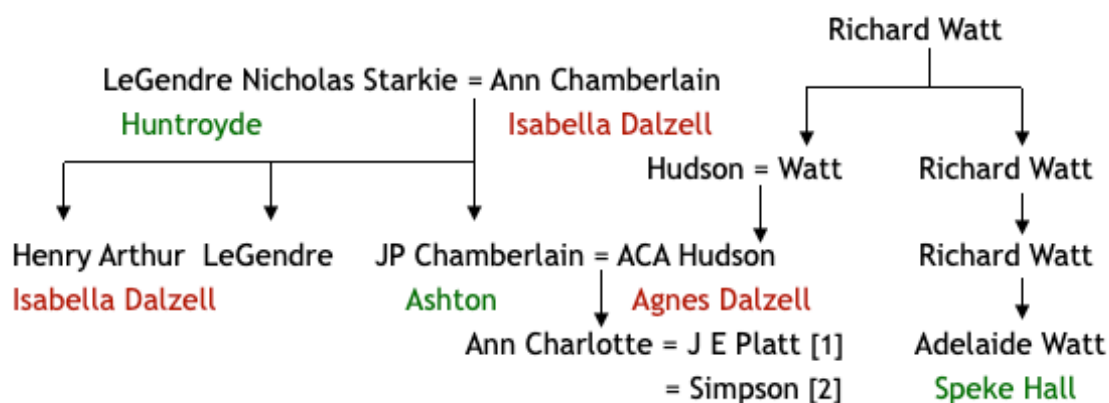 Richard Watt
LeGendre Nicholas Starkie = Ann Chamberlain
Huntroyde Isabella Dalzell
Hudson = Watt Richard Watt
Henry Arthur LeGendre JP Chamberlain = ACA Hudson Richard Watt
Isabella Dalzell Ashton Agnes Dalzell
Ann Charlotte = J E Platt [1] Adelaide Watt
= Simpson [2] Speke Hall